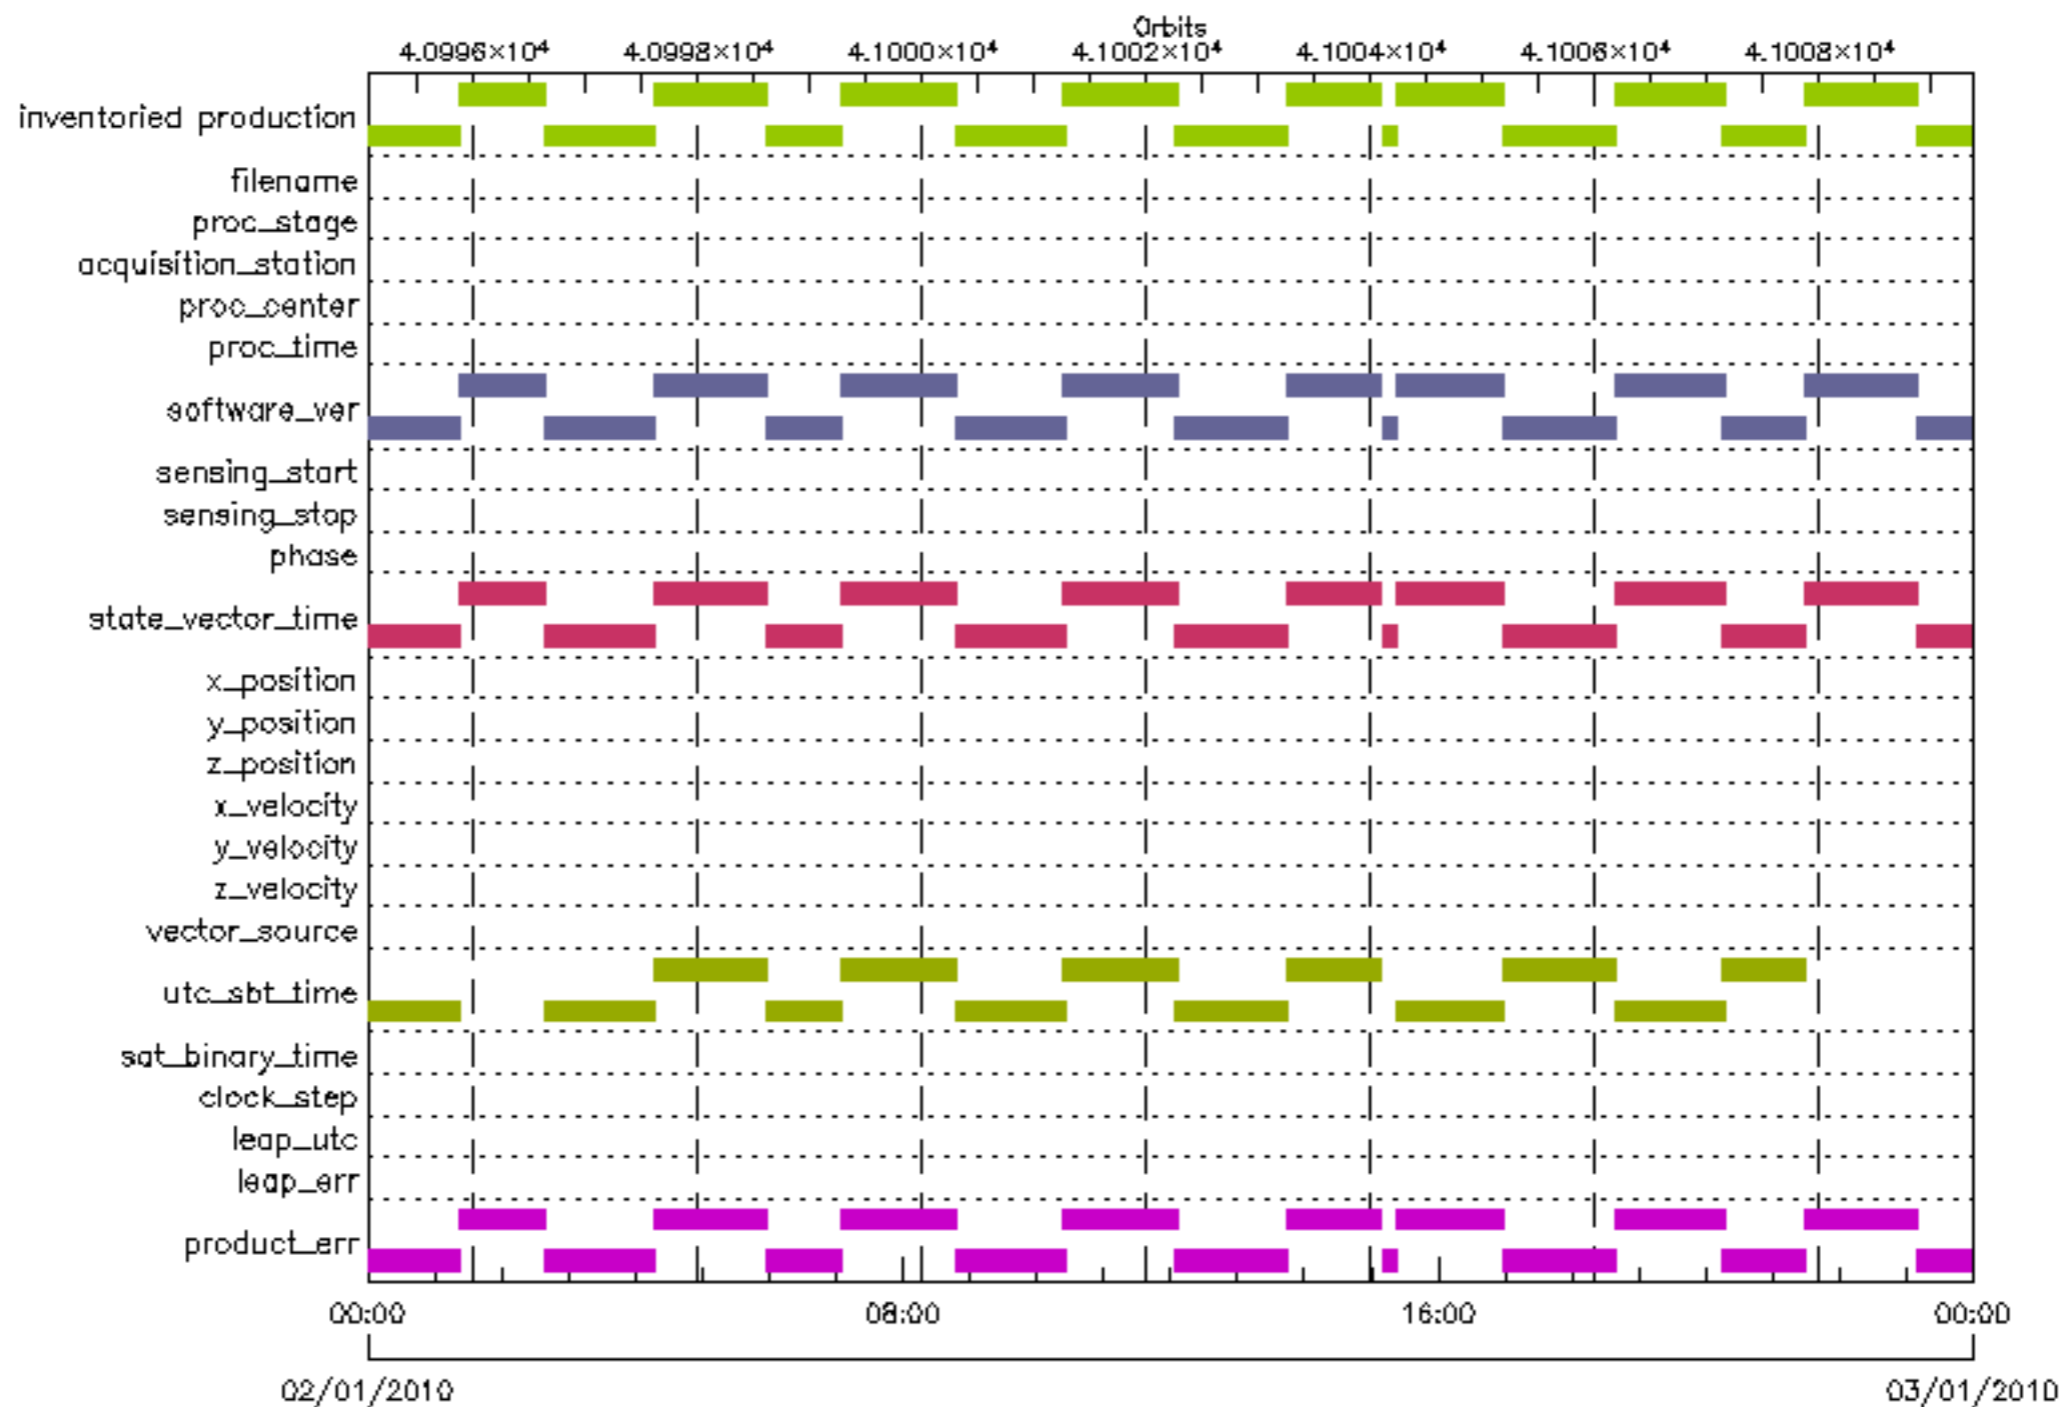 Orbits
4.0996×10⁴ 4.0998×10⁴ 4.1000×10⁴ 4.1002×10⁴ 4.1004×10⁴ 4.1006×10⁴ 4.1008×10⁴
inventoried production
filename
proc_stage
acquisition_station
proc_center
proc_time
software_ver
sensing_start
sensing_stop
phase
state_vector_time
x_position
y_position
z_position
x_velocity
y_velocity
z_velocity
vector_source
utc_sbt_time
sat_binary_time
clock_step
leap_utc
leap_err
product_err
00:00 08:00 16:00 00:00
02/01/2010 03/01/2010